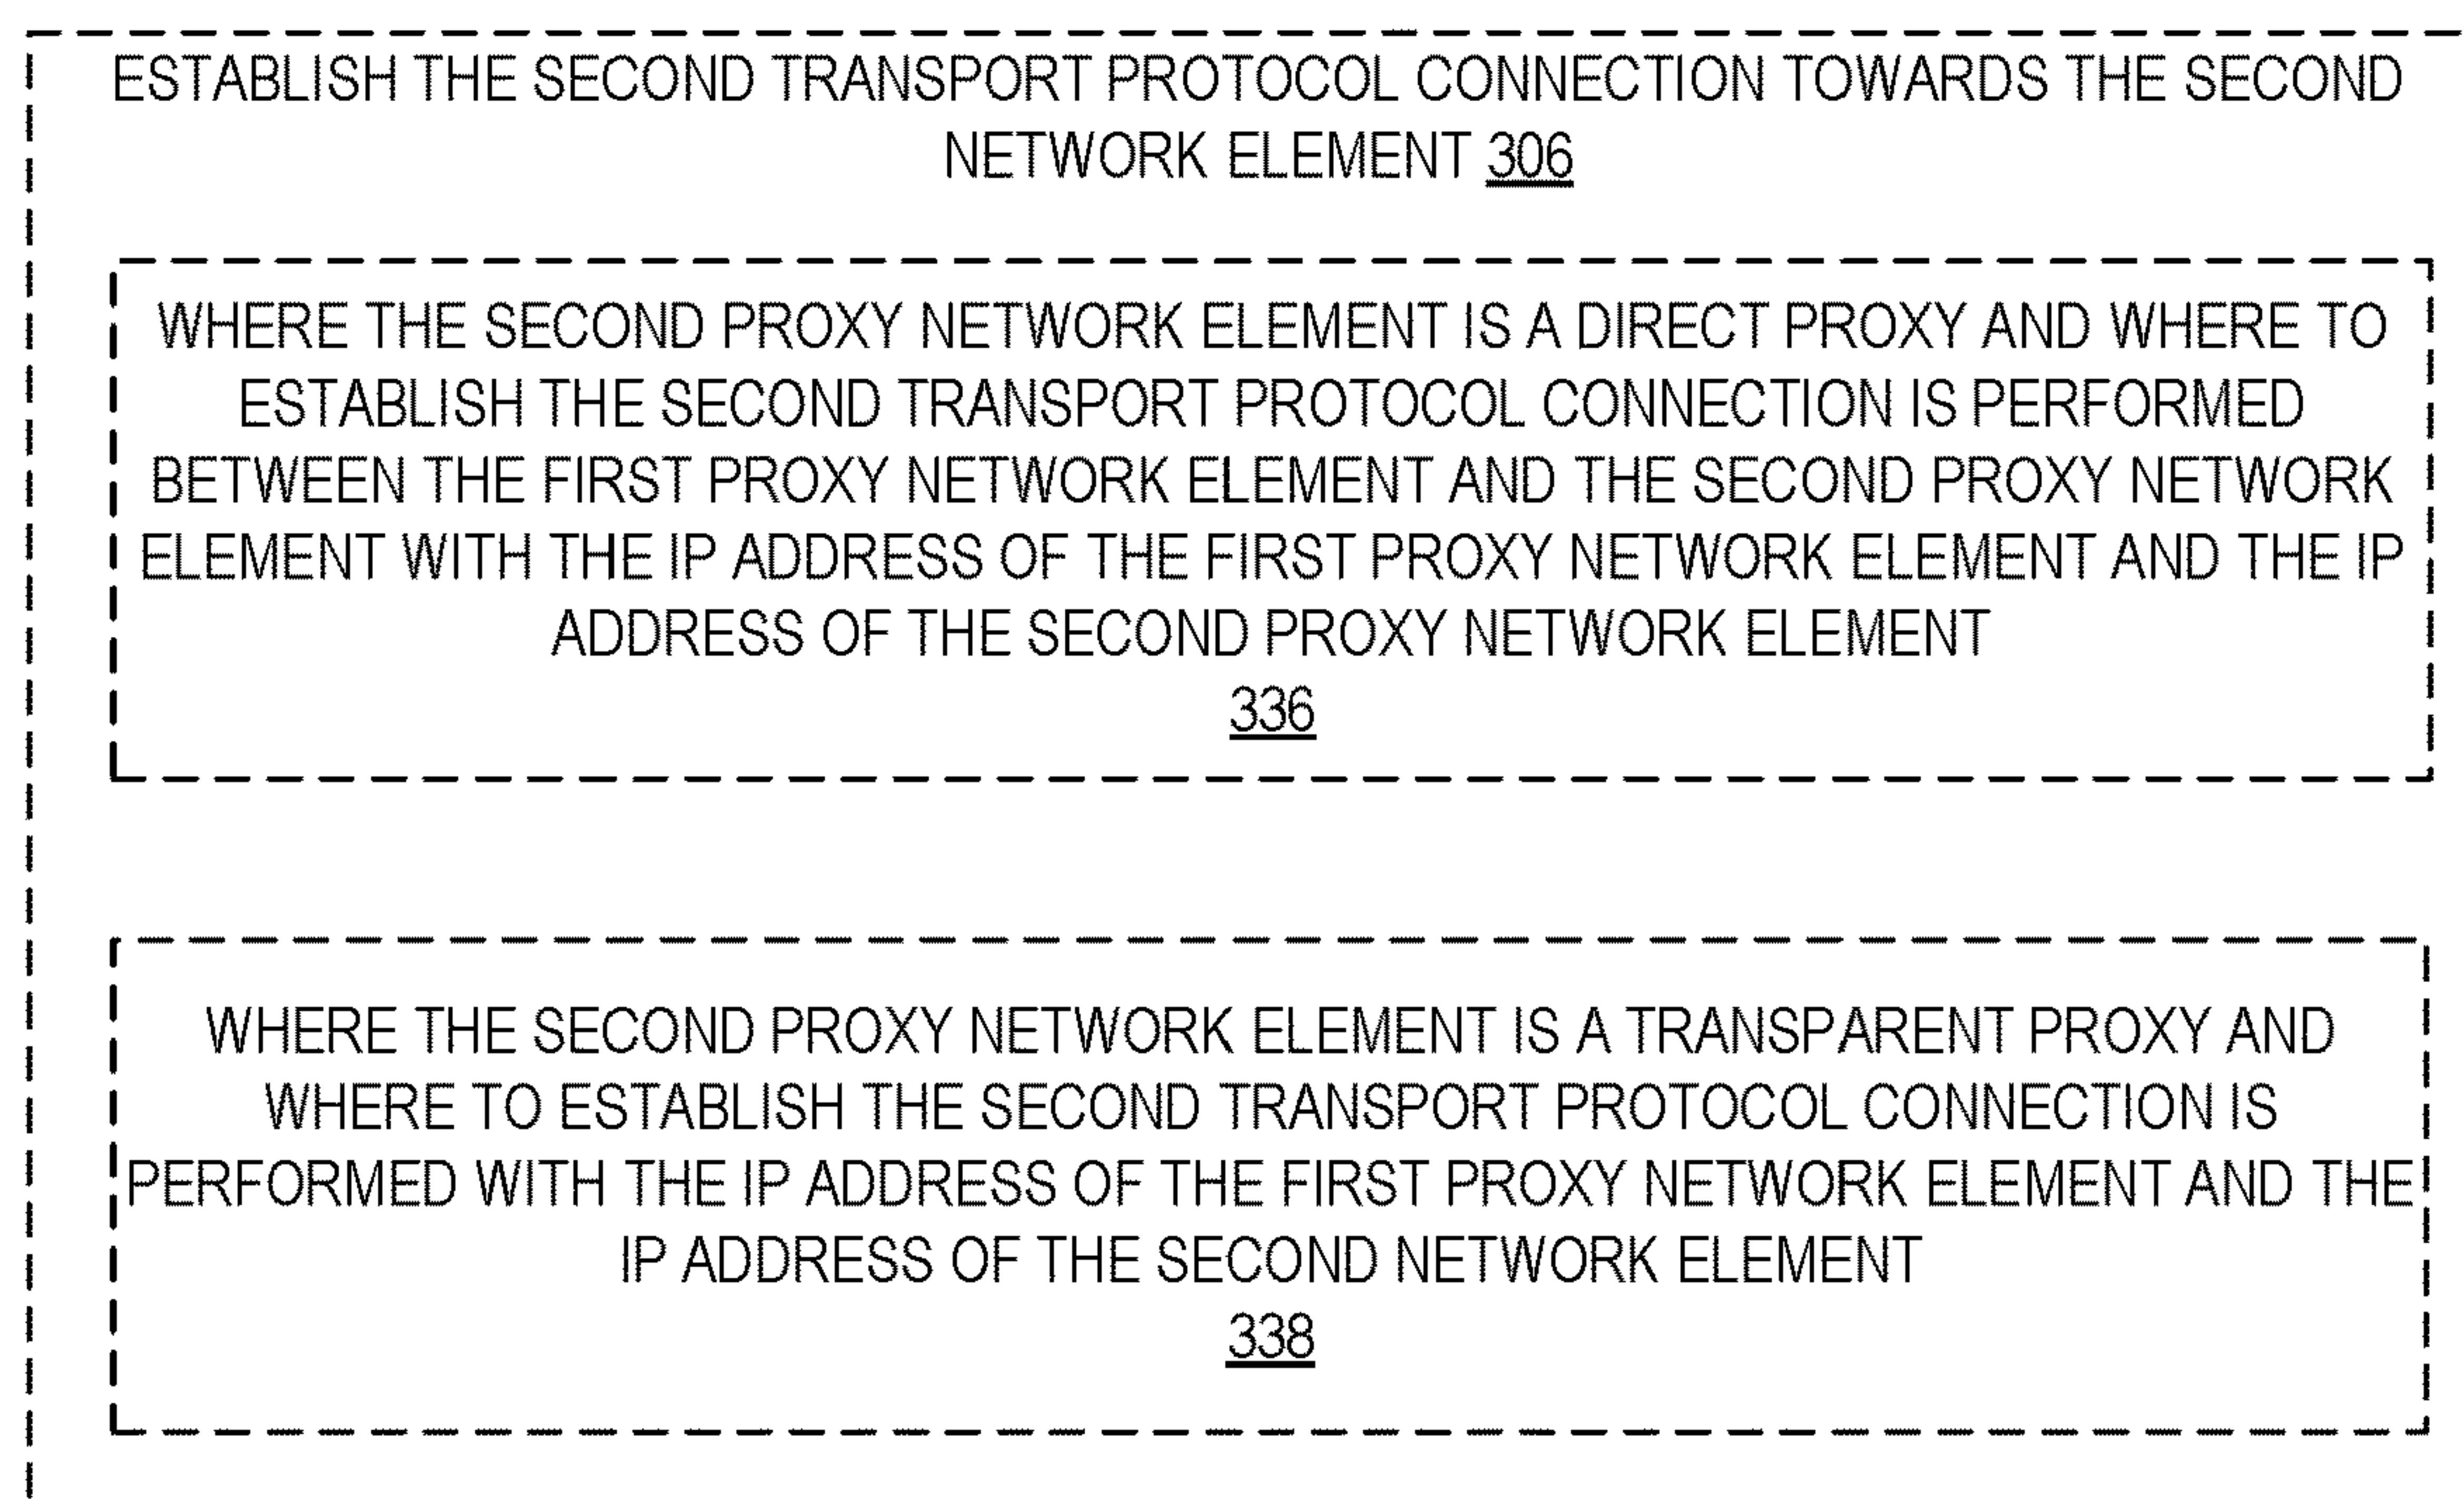 ESTABLISH THE SECOND TRANSPORT PROTOCOL CONNECTION TOWARDS THE SECOND
NETWORK ELEMENT 306
WHERE THE SECOND PROXY NETWORK ELEMENT IS A DIRECT PROXY AND WHERE TO
ESTABLISH THE SECOND TRANSPORT PROTOCOL CONNECTION IS PERFORMED
BETWEEN THE FIRST PROXY NETWORK ELEMENT AND THE SECOND PROXY NETWORK
ELEMENT WITH THE IP ADDRESS OF THE FIRST PROXY NETWORK ELEMENT AND THE IP
ADDRESS OF THE SECOND PROXY NETWORK ELEMENT
336
WHERE THE SECOND PROXY NETWORK ELEMENT IS A TRANSPARENT PROXY AND
WHERE TO ESTABLISH THE SECOND TRANSPORT PROTOCOL CONNECTION IS
PERFORMED WITH THE IP ADDRESS OF THE FIRST PROXY NETWORK ELEMENT AND THE
IP ADDRESS OF THE SECOND NETWORK ELEMENT
338